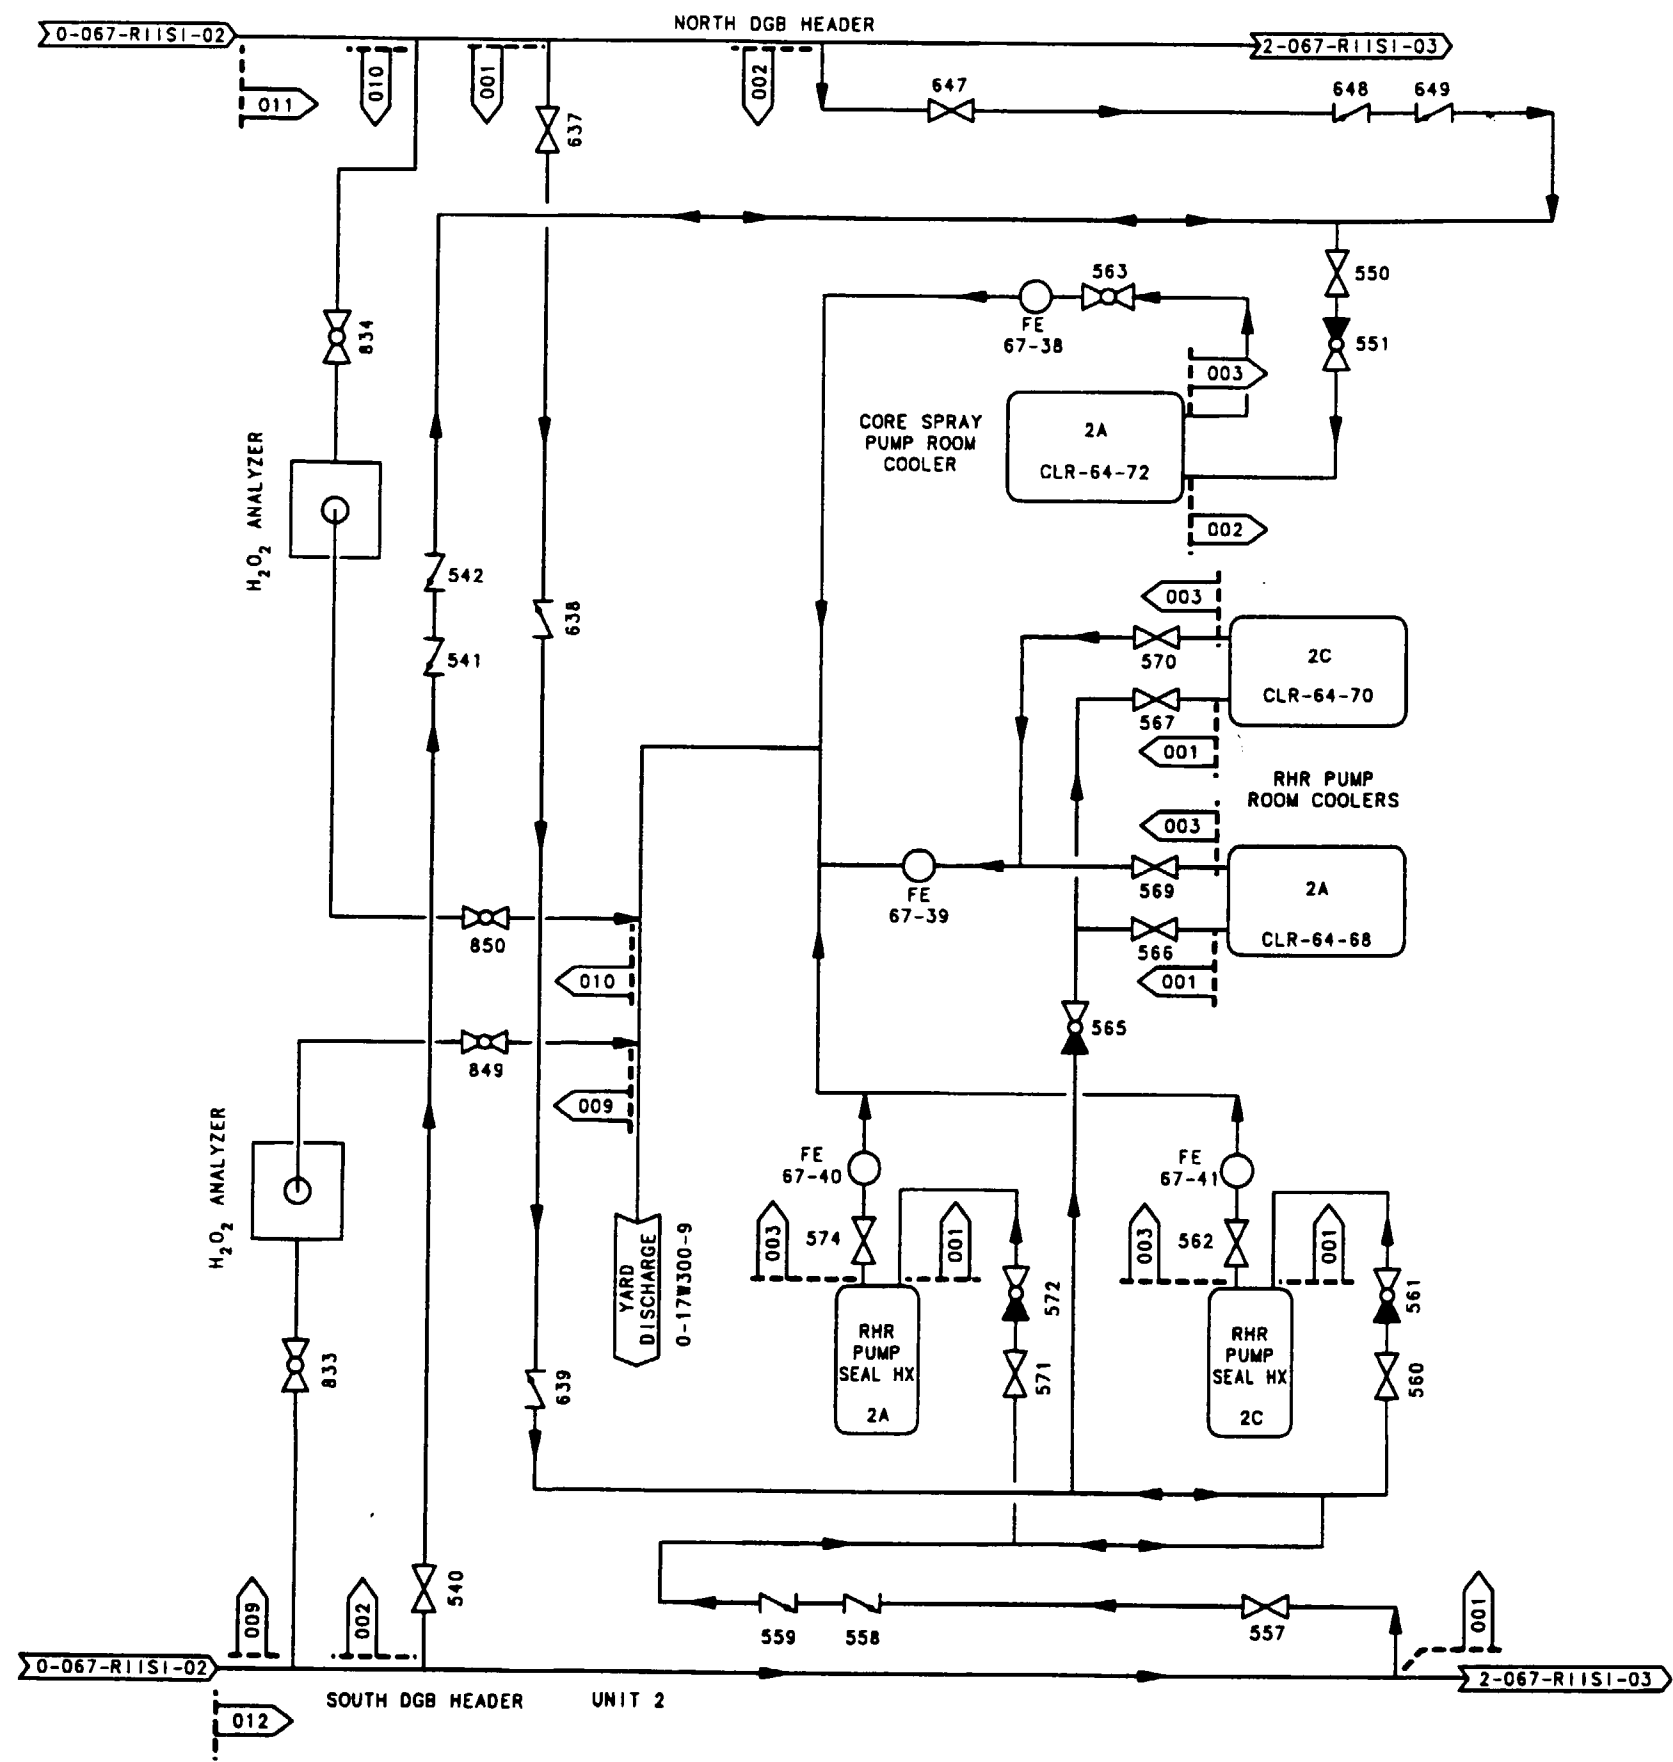 NORTH DGB HEADER
0-067-R11S1-02
2-067-R11S1-03
011
010
001
002
637
647
648
649
834
550
551
563
FE
67-38
003
CORE SPRAY
PUMP ROOM
COOLER
2A
CLR-64-72
002
H2O2 ANALYZER
542
541
638
003
570
2C
CLR-64-70
567
001
RHR PUMP
ROOM COOLERS
003
569
2A
CLR-64-68
566
001
FE
67-39
850
010
565
849
009
H2O2 ANALYZER
833
YARD
DISCHARGE
0-17W300-9
FE
67-40
003
574
001
572
571
RHR
PUMP
SEAL HX
2A
FE
67-41
003
562
001
561
560
RHR
PUMP
SEAL HX
2C
639
540
009
002
559
558
557
001
0-067-R11S1-02
2-067-R11S1-03
SOUTH DGB HEADER
UNIT 2
012